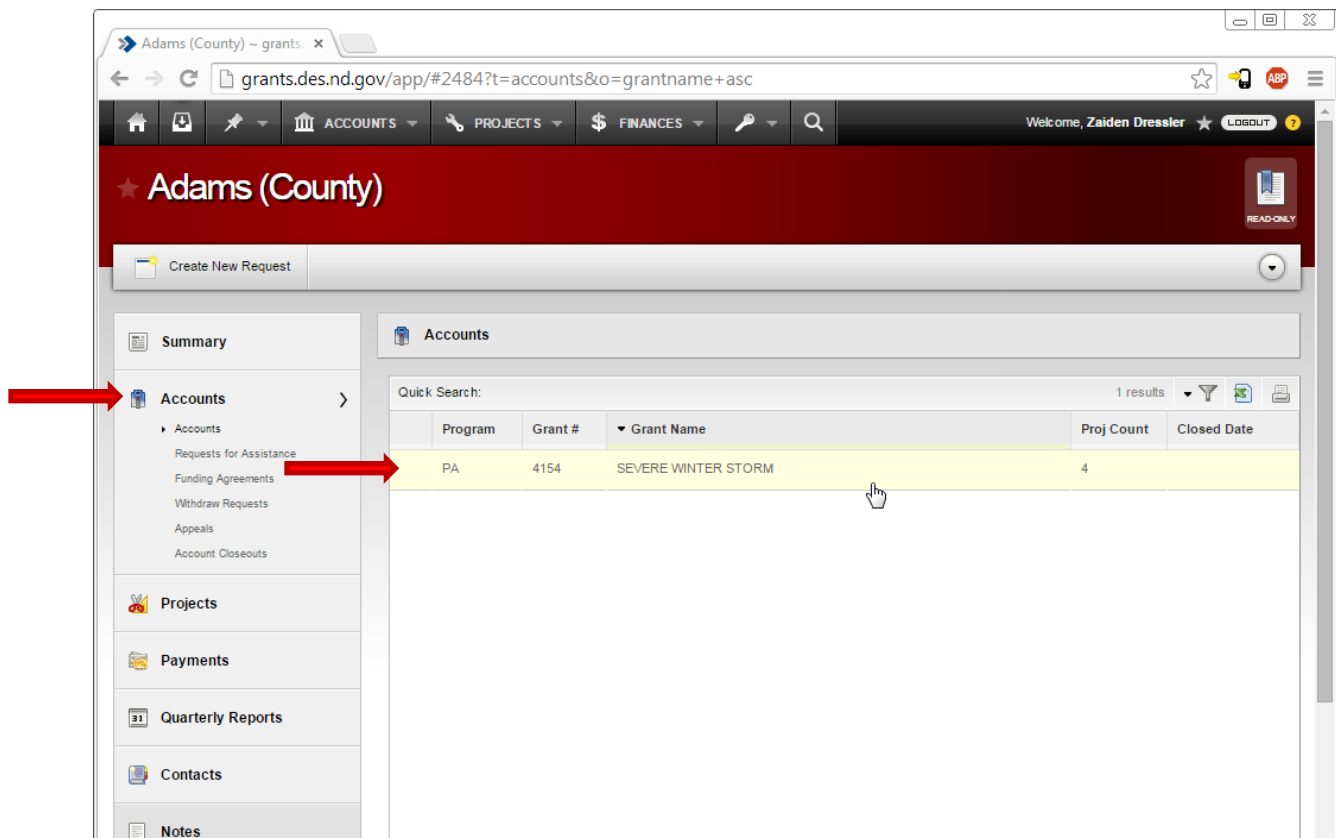 Adams (County) ~ grants.
grants.des.nd.gov/app/#2484?t=accounts&o=grantname+asc
ABP
ACCOUNTS PROJECTS $ FINANCES Welcome, Zaiden Dressler LOGOUT ?
Adams (County)
READ-ONLY
Create New Request
Summary
Accounts
Accounts
Requests for Assistance
Funding Agreements
Withdraw Requests
Appeals
Account Closeouts
Projects
Payments
31 Quarterly Reports
Contacts
Notes
Accounts
Quick Search: 1 results
Program Grant # Grant Name Proj Count Closed Date
PA 4154 SEVERE WINTER STORM 4